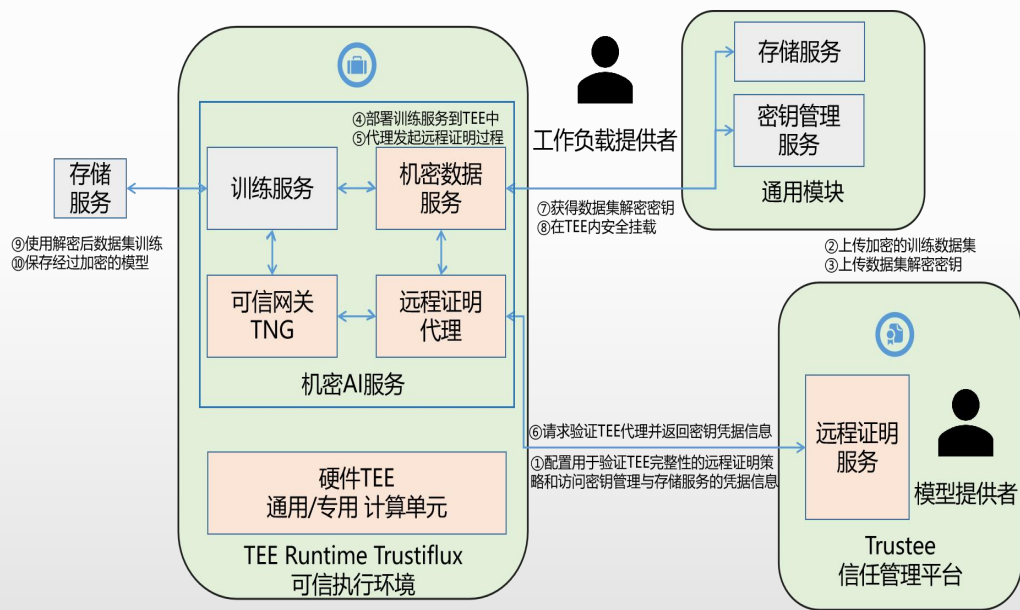 ④部署训练服务到TEE中
⑤代理发起远程证明过程
训练服务
机密数据
服务
可信网关
TNG
远程证明
代理
机密AI服务
硬件TEE
通用/专用 计算单元
TEE Runtime Trustiflux
可信执行环境
存储
服务
⑨使用解密后数据集训练
⑩保存经过加密的模型
工作负载提供者
⑦获得数据集解密密钥
⑧在TEE内安全挂载
存储服务
密钥管理
服务
通用模块
②上传加密的训练数据集
③上传数据集解密密钥
⑥请求验证TEE代理并返回密钥凭据信息
①配置用于验证TEE完整性的远程证明策
略和访问密钥管理与存储服务的凭据信息
远程证明
服务
模型提供者
Trustee
信任管理平台